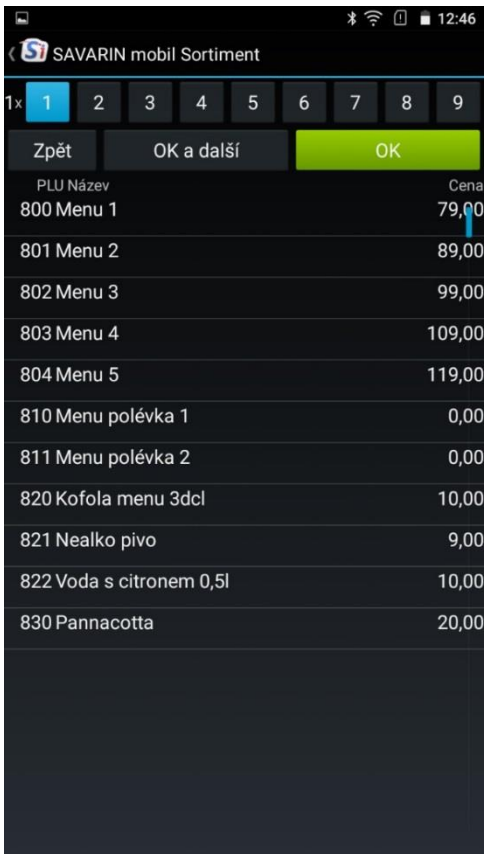 12:46
Si SAVARIN mobil Sortiment
1x 1 2 3 4 5 6 7 8 9
Zpět OK a další OK
PLU Název Cena
800 Menu 1 79,00
801 Menu 2 89,00
802 Menu 3 99,00
803 Menu 4 109,00
804 Menu 5 119,00
810 Menu polévka 1 0,00
811 Menu polévka 2 0,00
820 Kofola menu 3dcl 10,00
821 Nealko pivo 9,00
822 Voda s citronem 0,5l 10,00
830 Pannacotta 20,00